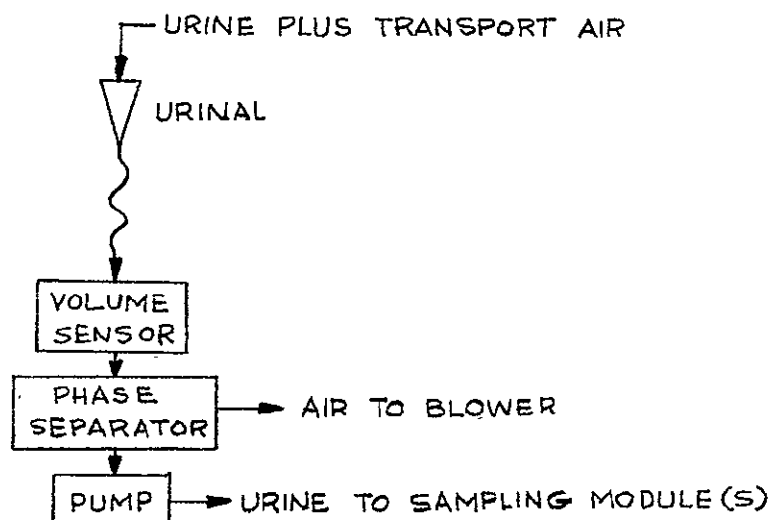 URINE PLUS TRANSPORT AIR
URINAL
VOLUME
SENSOR
PHASE
SEPARATOR
AIR TO BLOWER
PUMP
URINE TO SAMPLING MODULE(S)